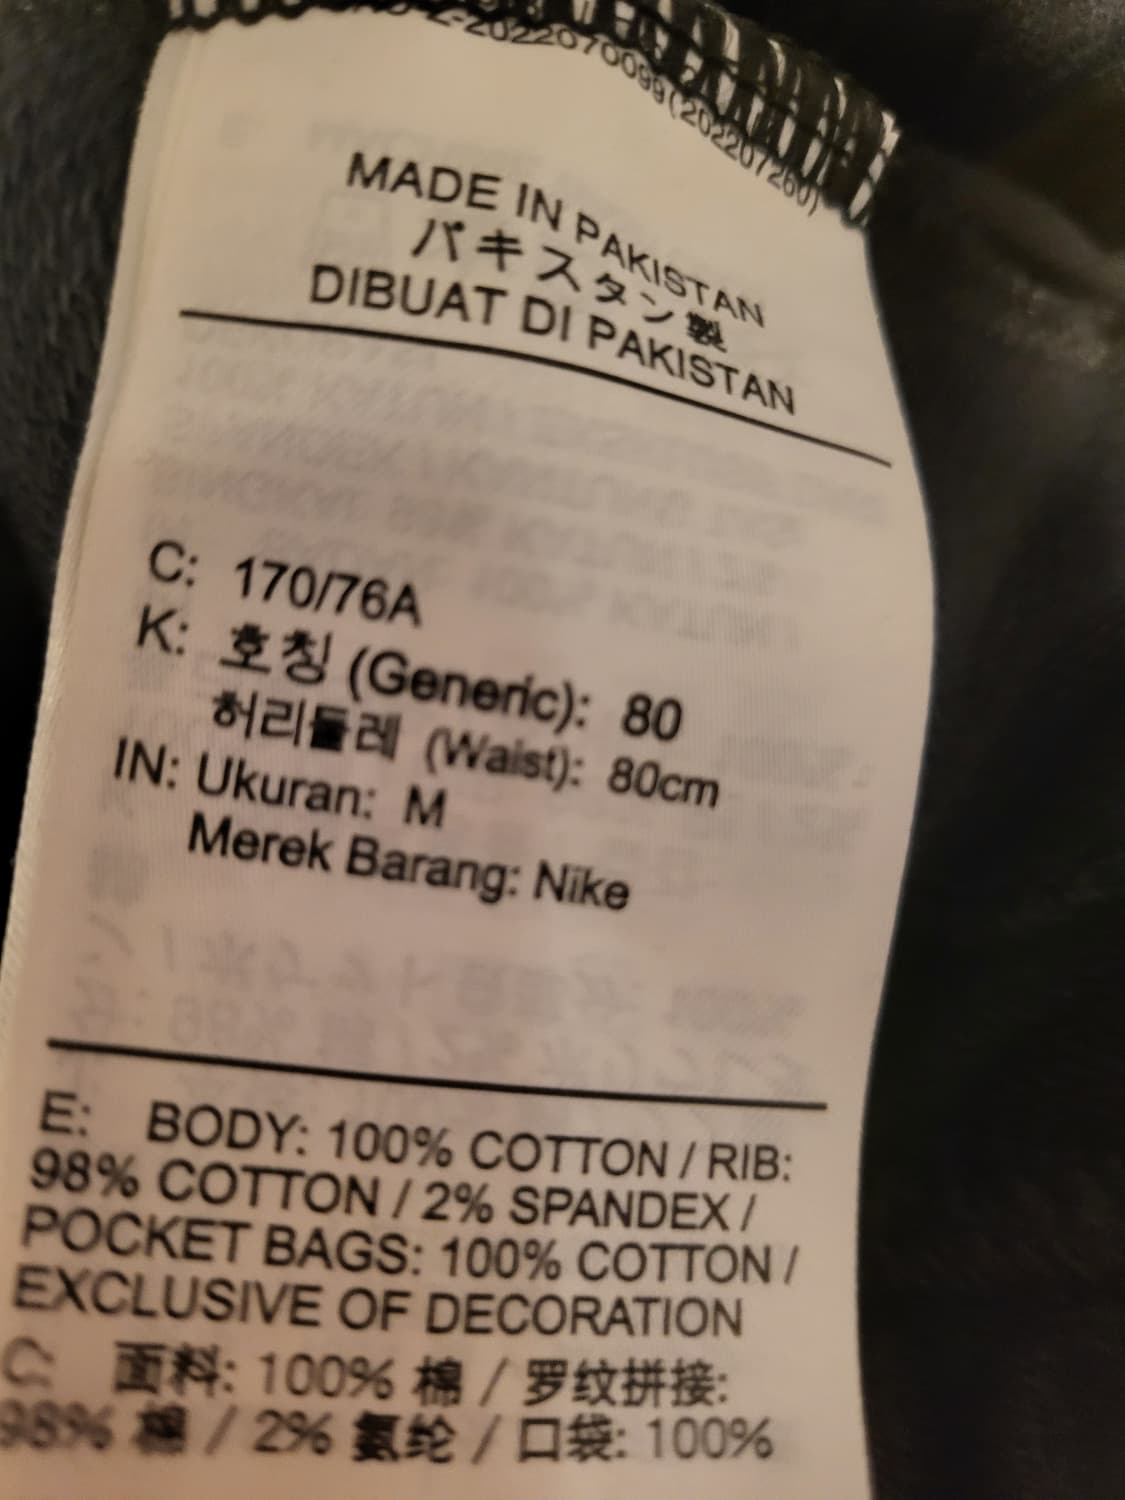 2-2022070099(202207260)
MADE IN PAKISTAN
パキスタン製
DIBUAT DI PAKISTAN
C: 170/76A
K: 호칭 (Generic): 80
허리둘레 (Waist): 80cm
IN: Ukuran: M
Merek Barang: Nike
E: BODY: 100% COTTON / RIB:
98% COTTON / 2% SPANDEX /
POCKET BAGS: 100% COTTON /
EXCLUSIVE OF DECORATION
C: 面料: 100% 棉 / 罗纹拼接:
98% 棉 / 2% 氨纶 / 口袋: 100%